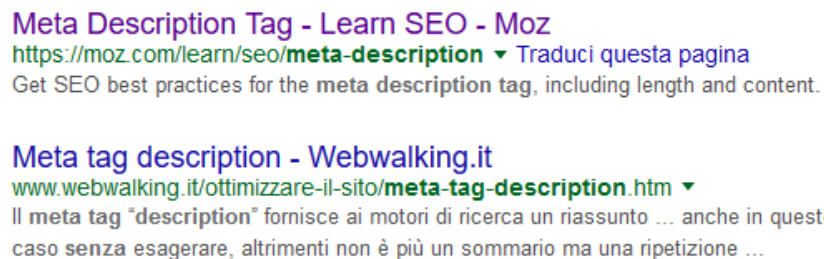 Meta Description Tag - Learn SEO - Moz
https://moz.com/learn/seo/meta-description ▼ Traduci questa pagina
Get SEO best practices for the meta description tag, including length and content.
Meta tag description - Webwalking.it
www.webwalking.it/ottimizzare-il-sito/meta-tag-description.htm ▼
Il meta tag “description” fornisce ai motori di ricerca un riassunto ... anche in quest
caso senza esagerare, altrimenti non è più un sommario ma una ripetizione ...